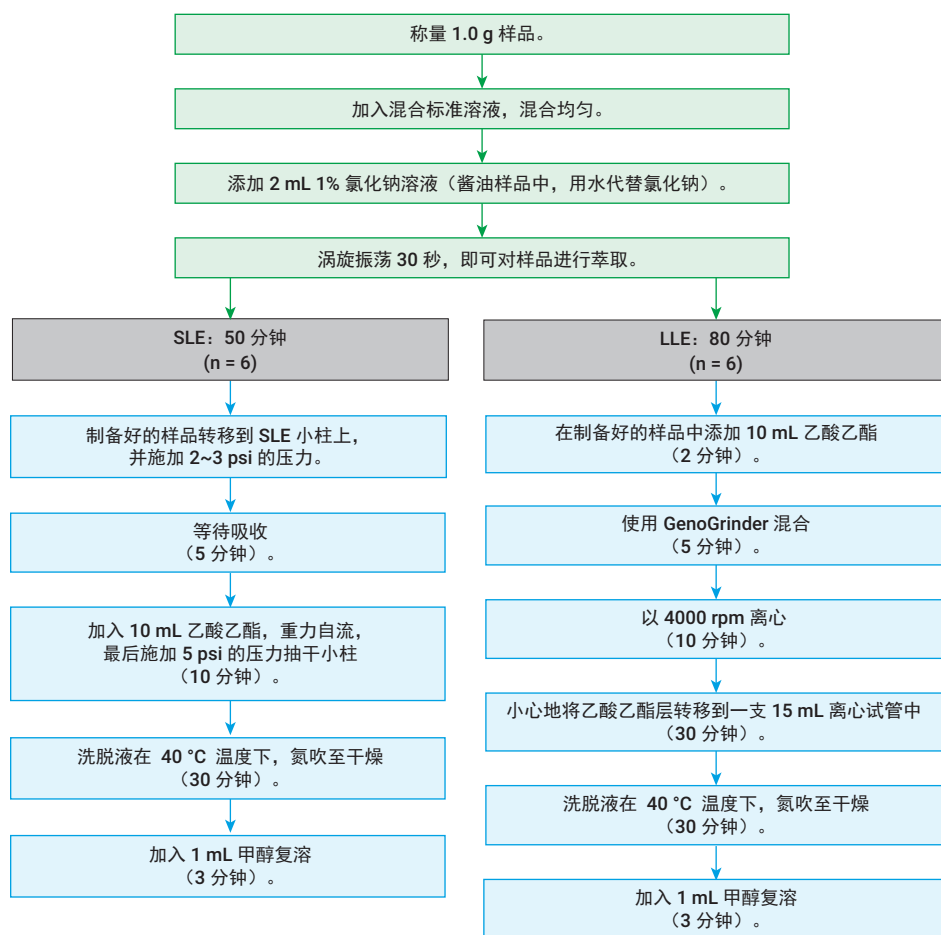 称量 1.0 g 样品。
加入混合标准溶液，混合均匀。
添加 2 mL 1% 氯化钠溶液（酱油样品中，用水代替氯化钠）。
涡旋振荡 30 秒，即可对样品进行萃取。
SLE：50 分钟
(n = 6)
制备好的样品转移到 SLE 小柱上，
并施加 2~3 psi 的压力。
等待吸收
（5 分钟）。
加入 10 mL 乙酸乙酯，重力自流，
最后施加 5 psi 的压力抽干小柱
（10 分钟）。
洗脱液在 40 °C 温度下，氮吹至干燥
（30 分钟）。
加入 1 mL 甲醇复溶
（3 分钟）。
LLE：80 分钟
(n = 6)
在制备好的样品中添加 10 mL 乙酸乙酯
（2 分钟）。
使用 GenoGrinder 混合
（5 分钟）。
以 4000 rpm 离心
（10 分钟）。
小心地将乙酸乙酯层转移到一支 15 mL 离心试管中
（30 分钟）。
洗脱液在 40 °C 温度下，氮吹至干燥
（30 分钟）。
加入 1 mL 甲醇复溶
（3 分钟）。